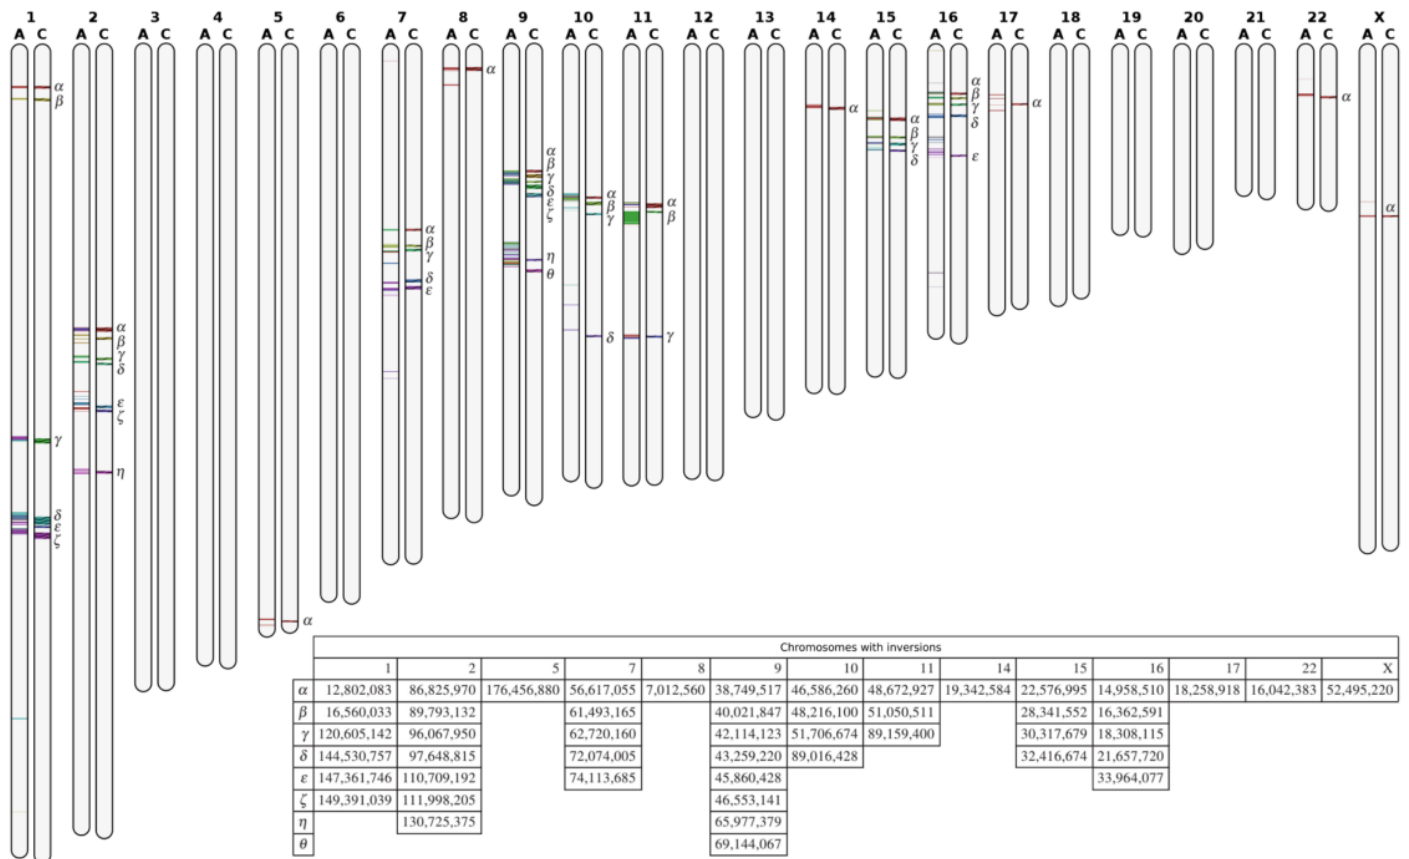 1 2 3 4 5 6 7 8 9 10 11 12 13 14 15 16 17 18 19 20 21 22 X
A C A C A C A C A C A C A C A C A C A C A C A C A C A C A C A C A C A C A C A C A C A C A C
α
β
γ
δ
ε
ζ
α
β
γ
δ
ε
ζ
η
α
α
β
γ
δ
ε
α
α
β
γ
δ
ε
ζ
η
θ
α
β
γ
δ
α
β
γ
α
α
β
γ
δ
α
β
γ
δ
ε
α
α
α
Chromosomes with inversions
1 2 5 7 8 9 10 11 14 15 16 17 22 X
α 12,802,083 86,825,970 176,456,880 56,617,055 7,012,560 38,749,517 46,586,260 48,672,927 19,342,584 22,576,995 14,958,510 18,258,918 16,042,383 52,495,220
β 16,560,033 89,793,132 61,493,165 40,021,847 48,216,100 51,050,511 28,341,552 16,362,591
γ 120,605,142 96,067,950 62,720,160 42,114,123 51,706,674 89,159,400 30,317,679 18,308,115
δ 144,530,757 97,648,815 72,074,005 43,259,220 89,016,428 32,416,674 21,657,720
ε 147,361,746 110,709,192 74,113,685 45,860,428 33,964,077
ζ 149,391,039 111,998,205 46,553,141
η 130,725,375 65,977,379
θ 69,144,067